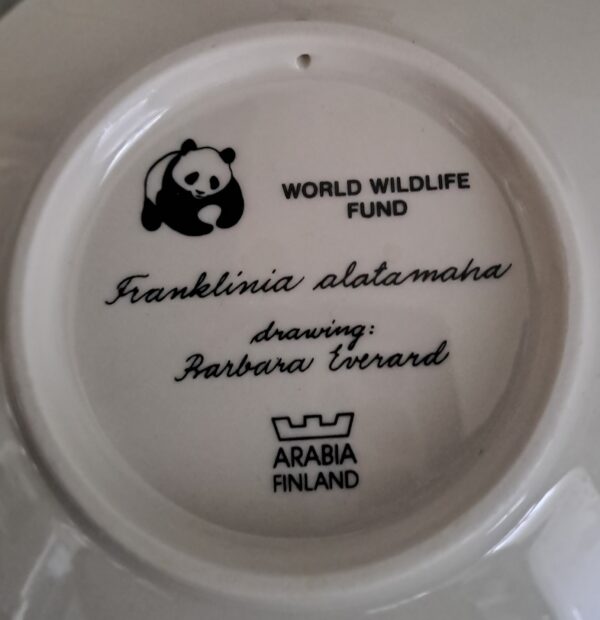 WORLD WILDLIFE
FUND
Franklinia alatamaha
drawing:
Barbara Everard
ARABIA
FINLAND